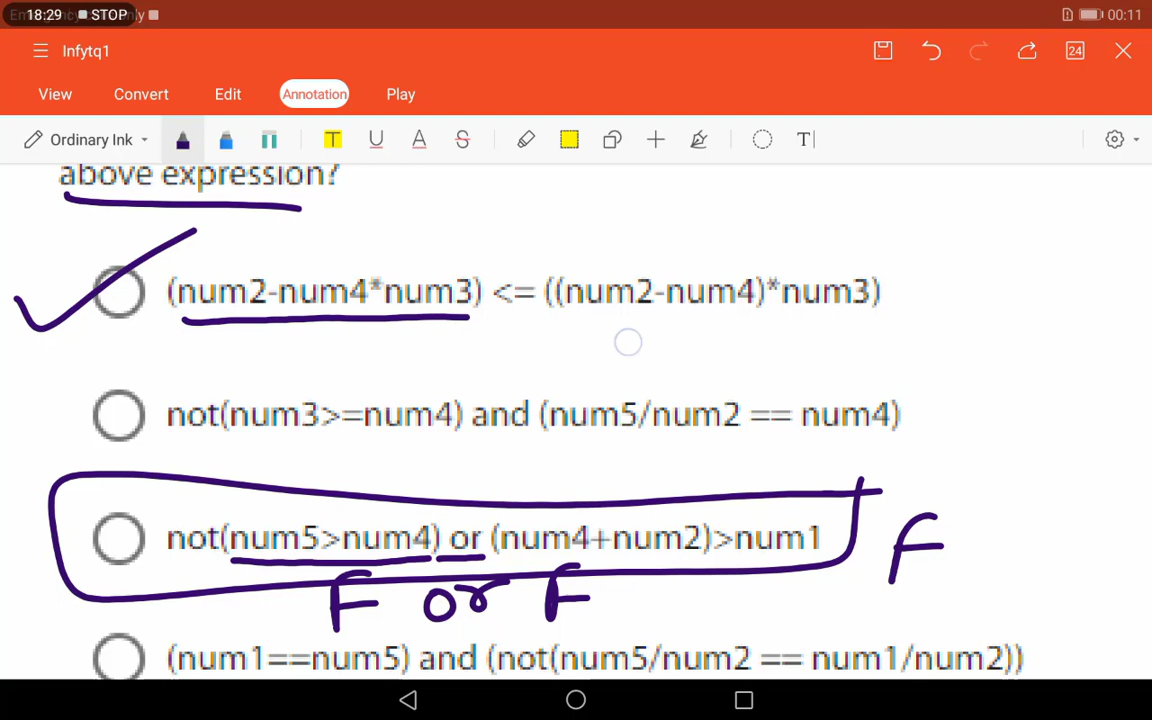 18:29 STOP
00:11
Infytq1
24
View Convert Edit Annotation Play
Ordinary Ink T U A S T
above expression?
(num2-num4*num3) <= ((num2-num4)*num3)
not(num3>=num4) and (num5/num2 == num4)
not(num5>num4) or (num4+num2)>num1
F
F or F
(num1==num5) and (not(num5/num2 == num1/num2))